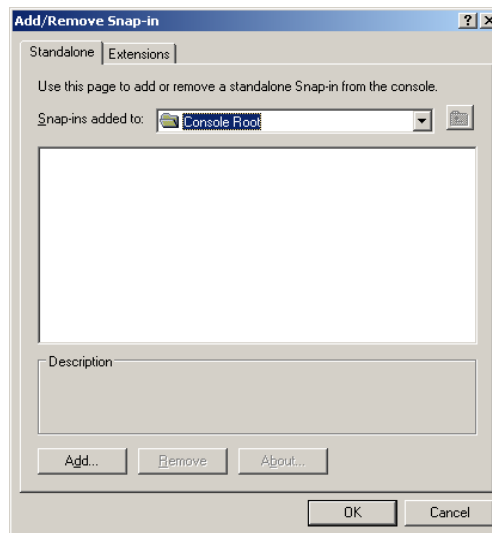 Add/Remove Snap-in
Standalone Extensions
Use this page to add or remove a standalone Snap-in from the console.
Snap-ins added to: Console Root
Description
Add... Remove About...
OK Cancel